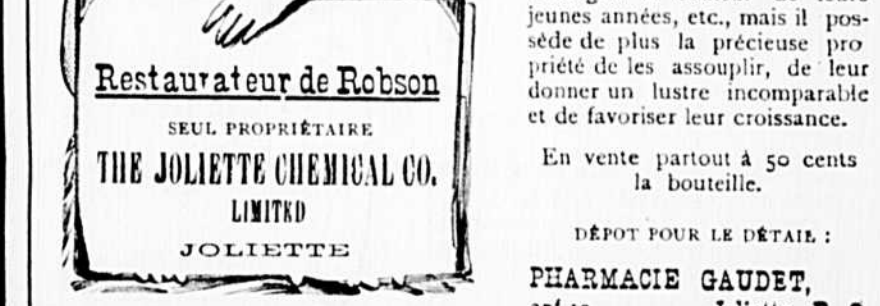 Restaurateur de Robson
SEUL PROPRIÉTAIRE
THE JOLIETTE CHEMICAL CO.
LIMITED
JOLIETTE
jeunes années, etc., mais il pos-
sède de plus la précieuse pro
priété de les assouplir, de leur
donner un lustre incomparable
et de favoriser leur croissance.
En vente partout à 50 cents
la bouteille.
DÉPOT POUR LE DÉTAIL :
PHARMACIE GAUDET,